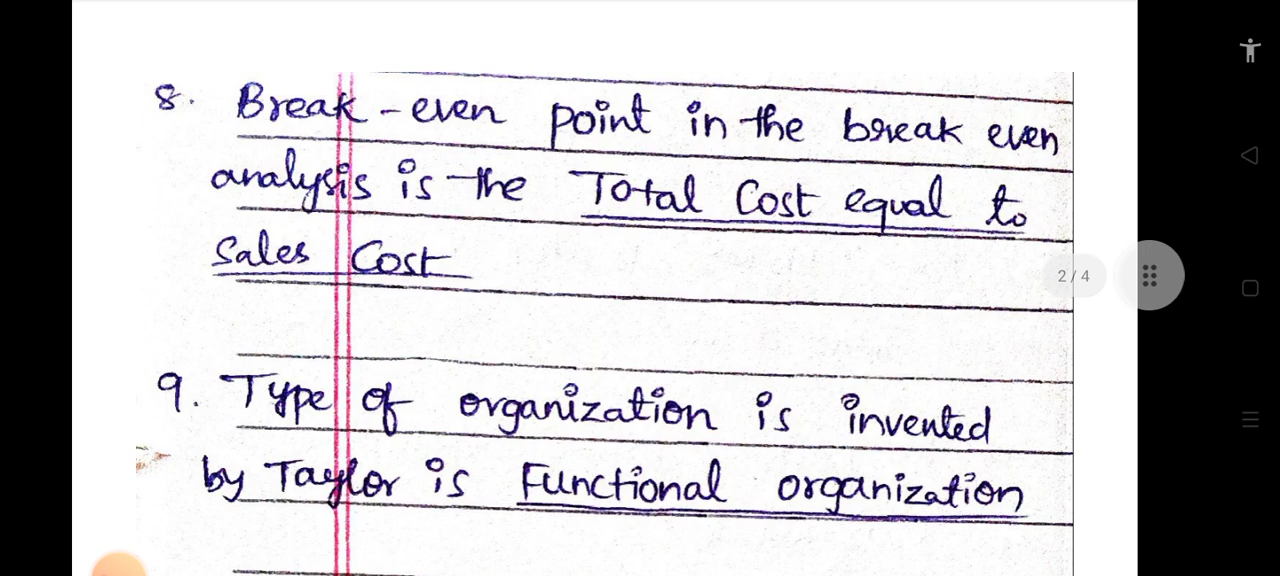 8. Break-even point in the break even
analysis is the Total Cost equal to
Sales Cost
2 / 4
9. Type of organization is invented
by Taylor is Functional organization